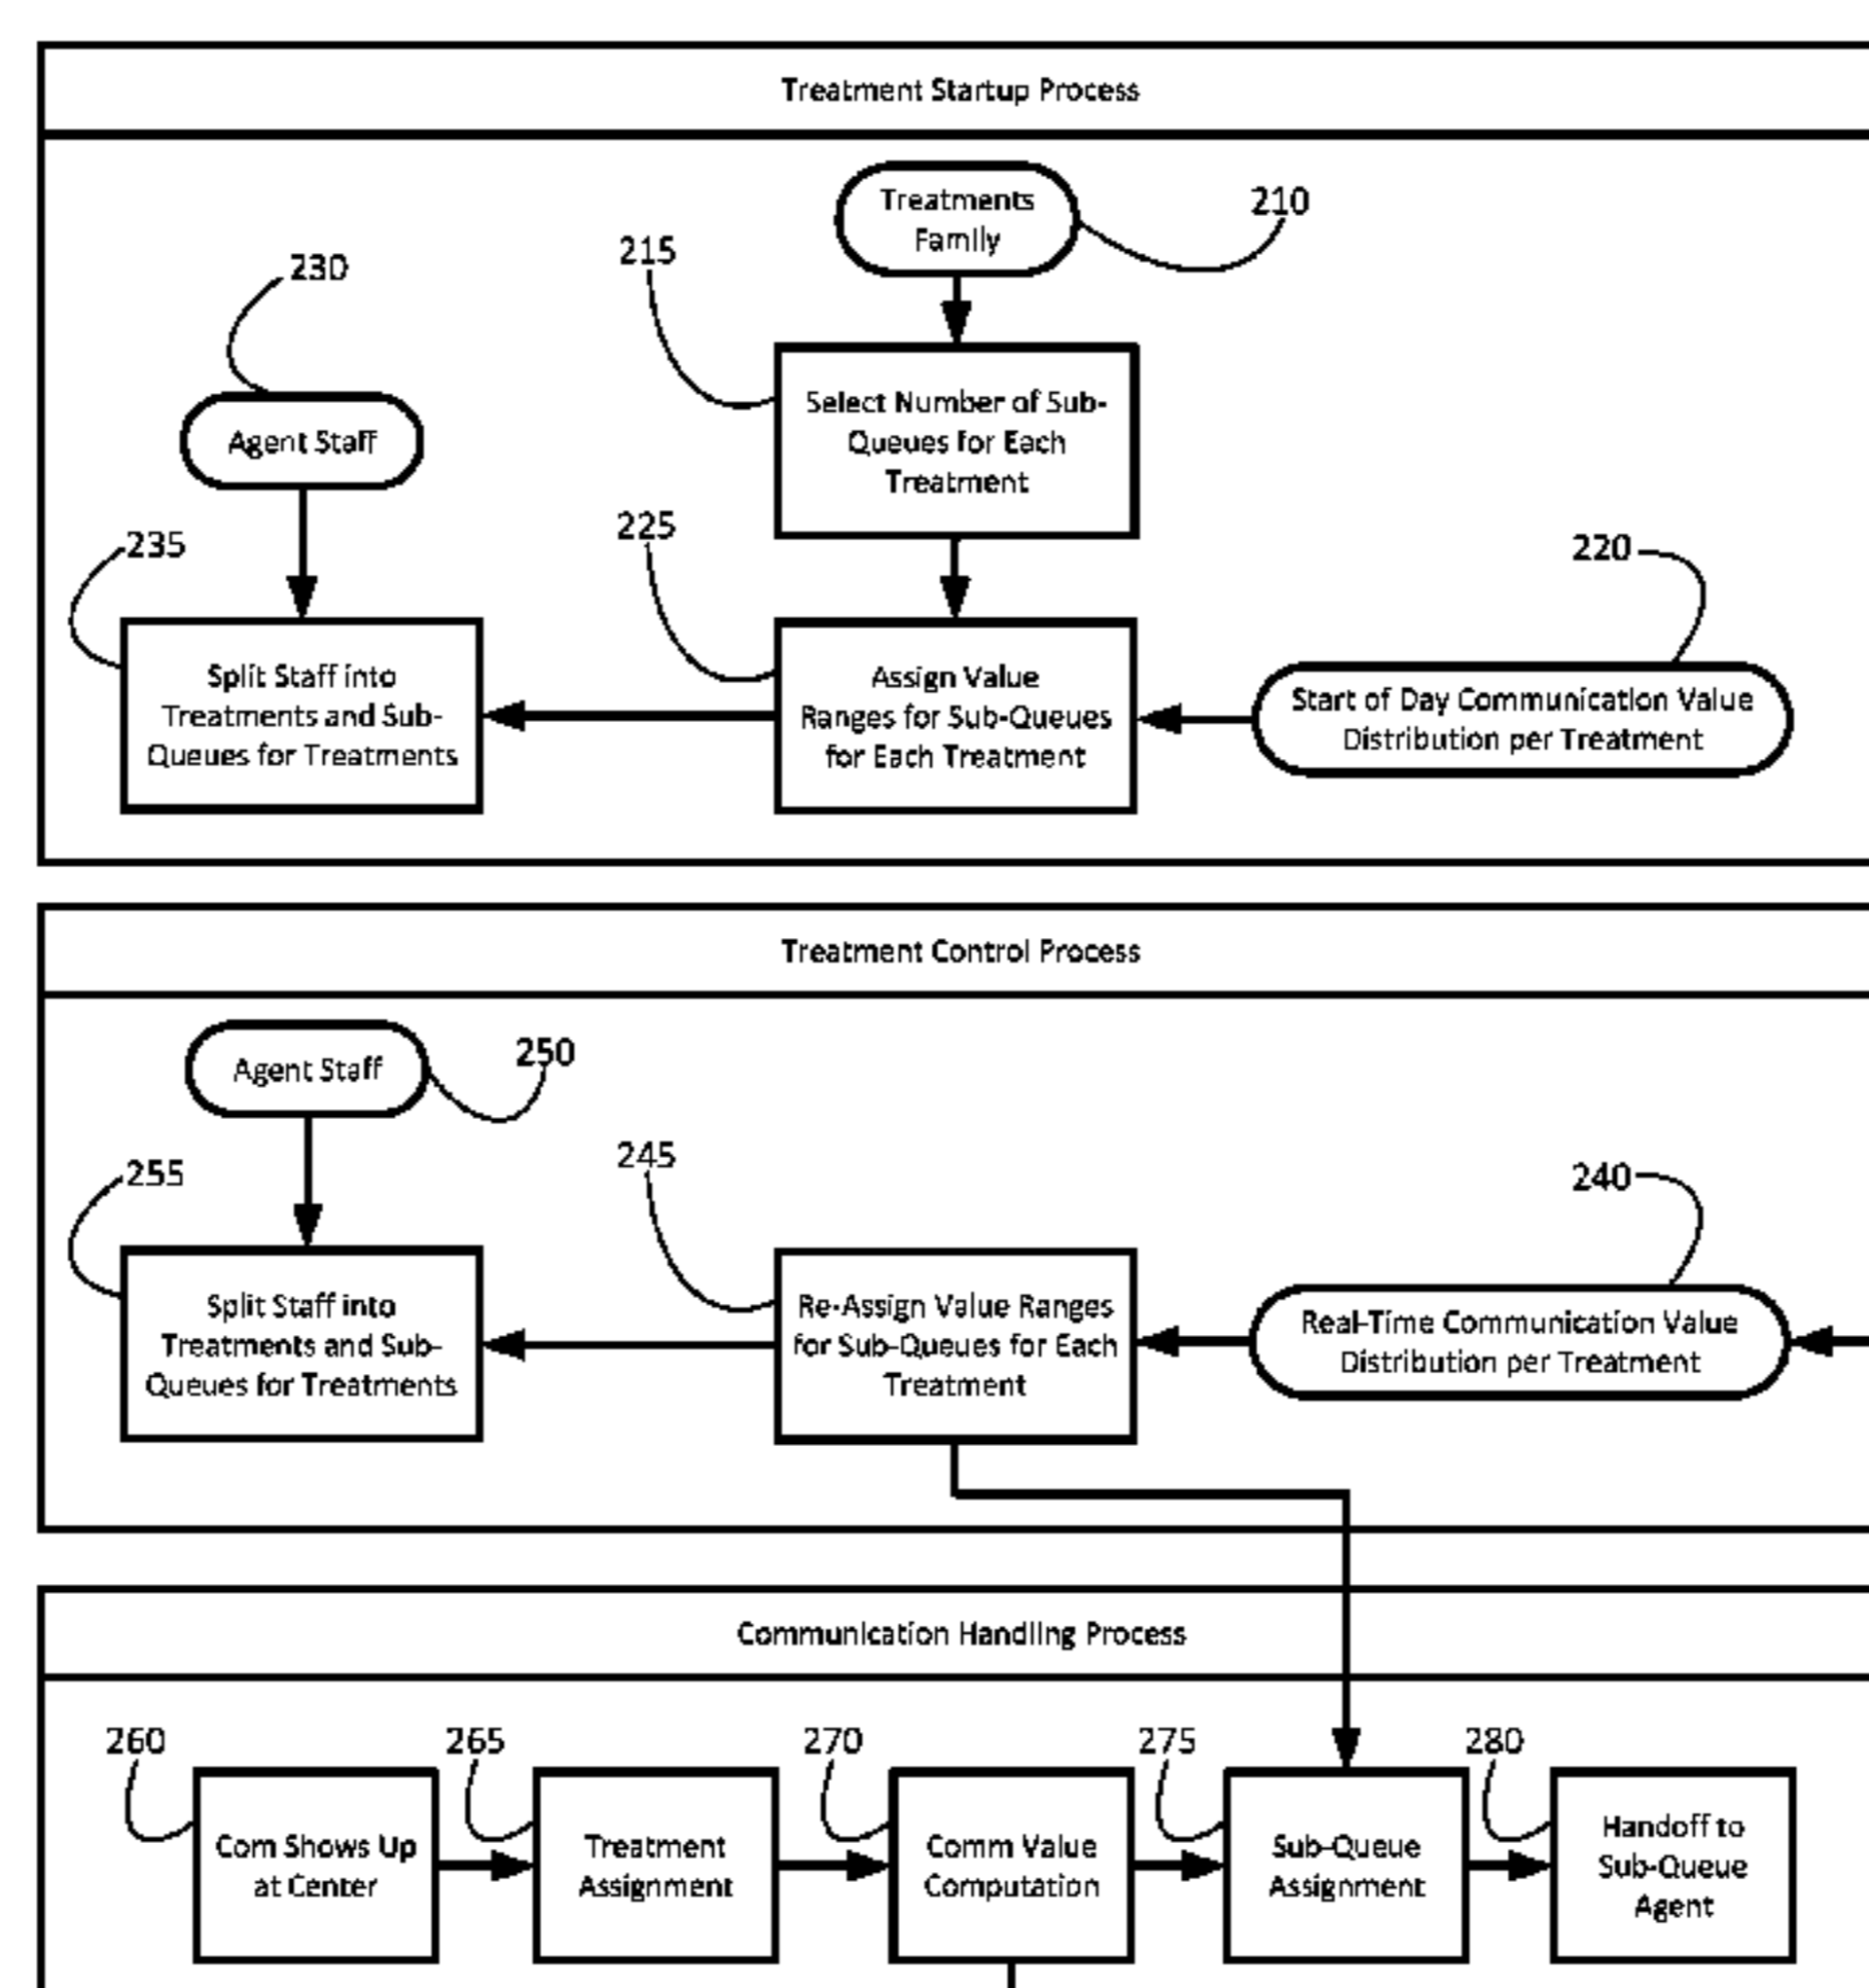 Treatment Startup Process
Treatments
Family
210
215
230
Select Number of Sub-
Queues for Each
Treatment
Agent Staff
225
235
220
Split Staff into
Treatments and Sub-
Queues for Treatments
Assign Value
Ranges for Sub-Queues
for Each Treatment
Start of Day Communication Value
Distribution per Treatment
Treatment Control Process
Agent Staff
250
245
255
240
Split Staff into
Treatments and Sub-
Queues for Treatments
Re-Assign Value Ranges
for Sub-Queues for Each
Treatment
Real-Time Communication Value
Distribution per Treatment
Communication Handling Process
260
265
270
275
280
Com Shows Up
at Center
Treatment
Assignment
Comm Value
Computation
Sub-Queue
Assignment
Handoff to
Sub-Queue
Agent